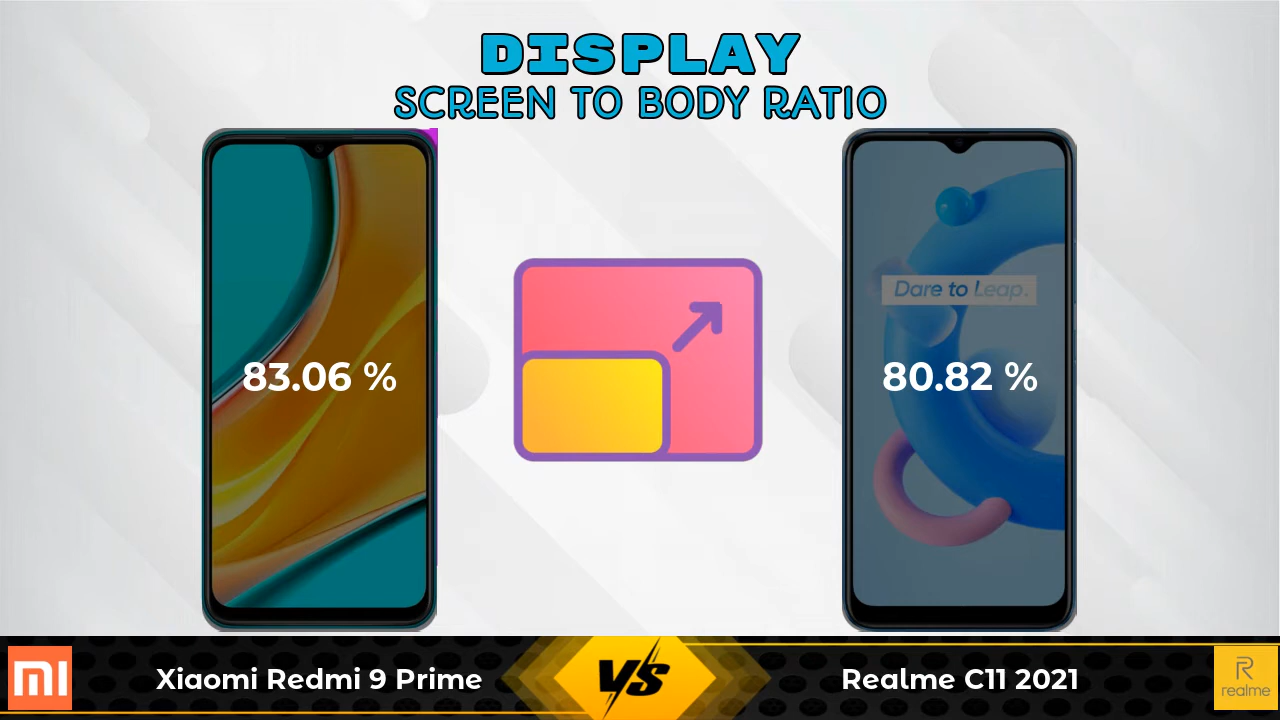 DISPLAY
SCREEN TO BODY RATIO
Dare to Leap.
83.06 %
80.82 %
mi
Xiaomi Redmi 9 Prime
VS
Realme C11 2021
R
realme